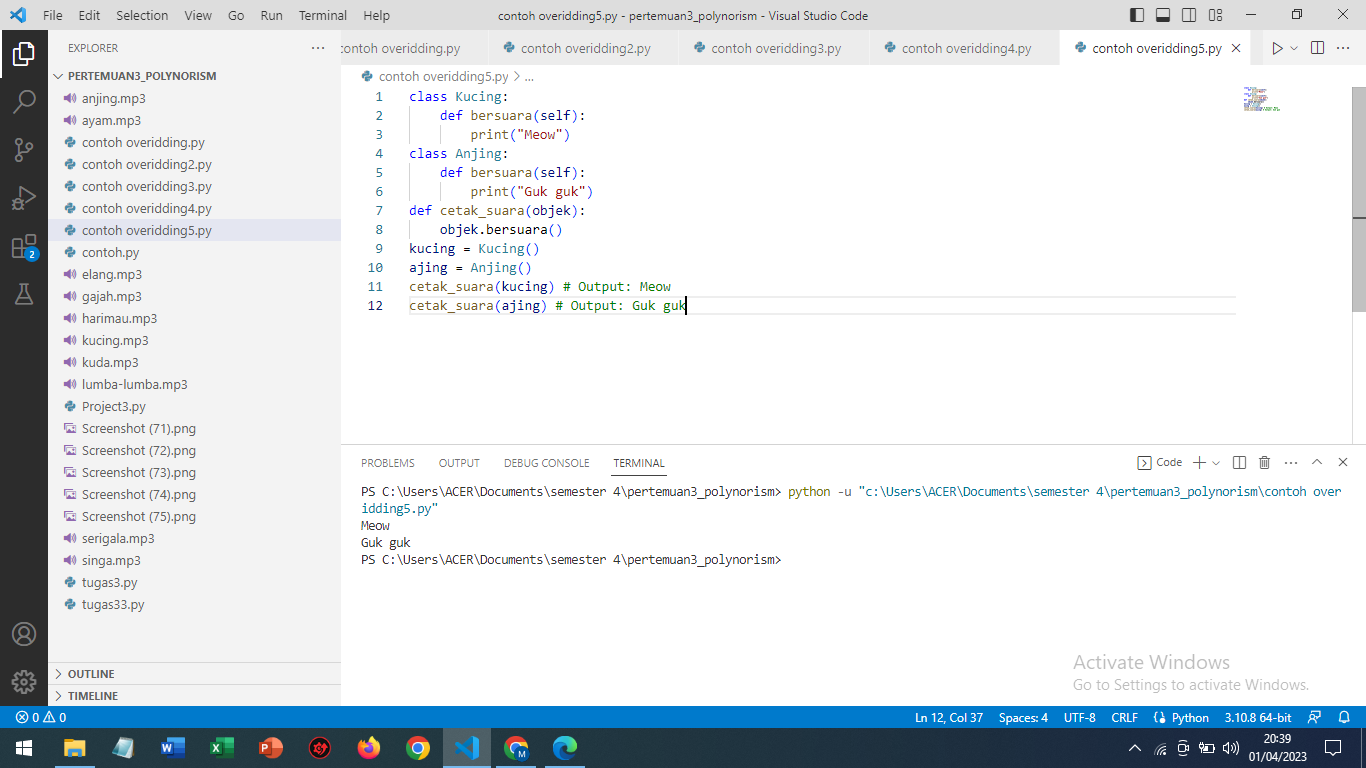 File Edit Selection View Go Run Terminal Help
contoh overidding5.py - pertemuan3_polynorism - Visual Studio Code
EXPLORER
contoh overidding.py
contoh overidding2.py
contoh overidding3.py
contoh overidding4.py
contoh overidding5.py
PERTEMUAN3_POLYNORISM
anjing.mp3
ayam.mp3
contoh overidding.py
contoh overidding2.py
contoh overidding3.py
contoh overidding4.py
contoh overidding5.py
contoh.py
elang.mp3
gajah.mp3
harimau.mp3
kucing.mp3
kuda.mp3
lumba-lumba.mp3
Project3.py
Screenshot (71).png
Screenshot (72).png
Screenshot (73).png
Screenshot (74).png
Screenshot (75).png
serigala.mp3
singa.mp3
tugas3.py
tugas33.py
OUTLINE
TIMELINE
2
contoh overidding5.py > ...
1 class Kucing:
2 def bersuara(self):
3 print("Meow")
4 class Anjing:
5 def bersuara(self):
6 print("Guk guk")
7 def cetak_suara(objek):
8 objek.bersuara()
9 kucing = Kucing()
10 ajing = Anjing()
11 cetak_suara(kucing) # Output: Meow
12 cetak_suara(ajing) # Output: Guk guk
PROBLEMS OUTPUT DEBUG CONSOLE TERMINAL
Code
PS C:\Users\ACER\Documents\semester 4\pertemuan3_polynorism> python -u "c:\Users\ACER\Documents\semester 4\pertemuan3_polynorism\contoh over
idding5.py"
Meow
Guk guk
PS C:\Users\ACER\Documents\semester 4\pertemuan3_polynorism>
Activate Windows
Go to Settings to activate Windows.
0 0
Ln 12, Col 37 Spaces: 4 UTF-8 CRLF Python 3.10.8 64-bit
20:39
01/04/2023